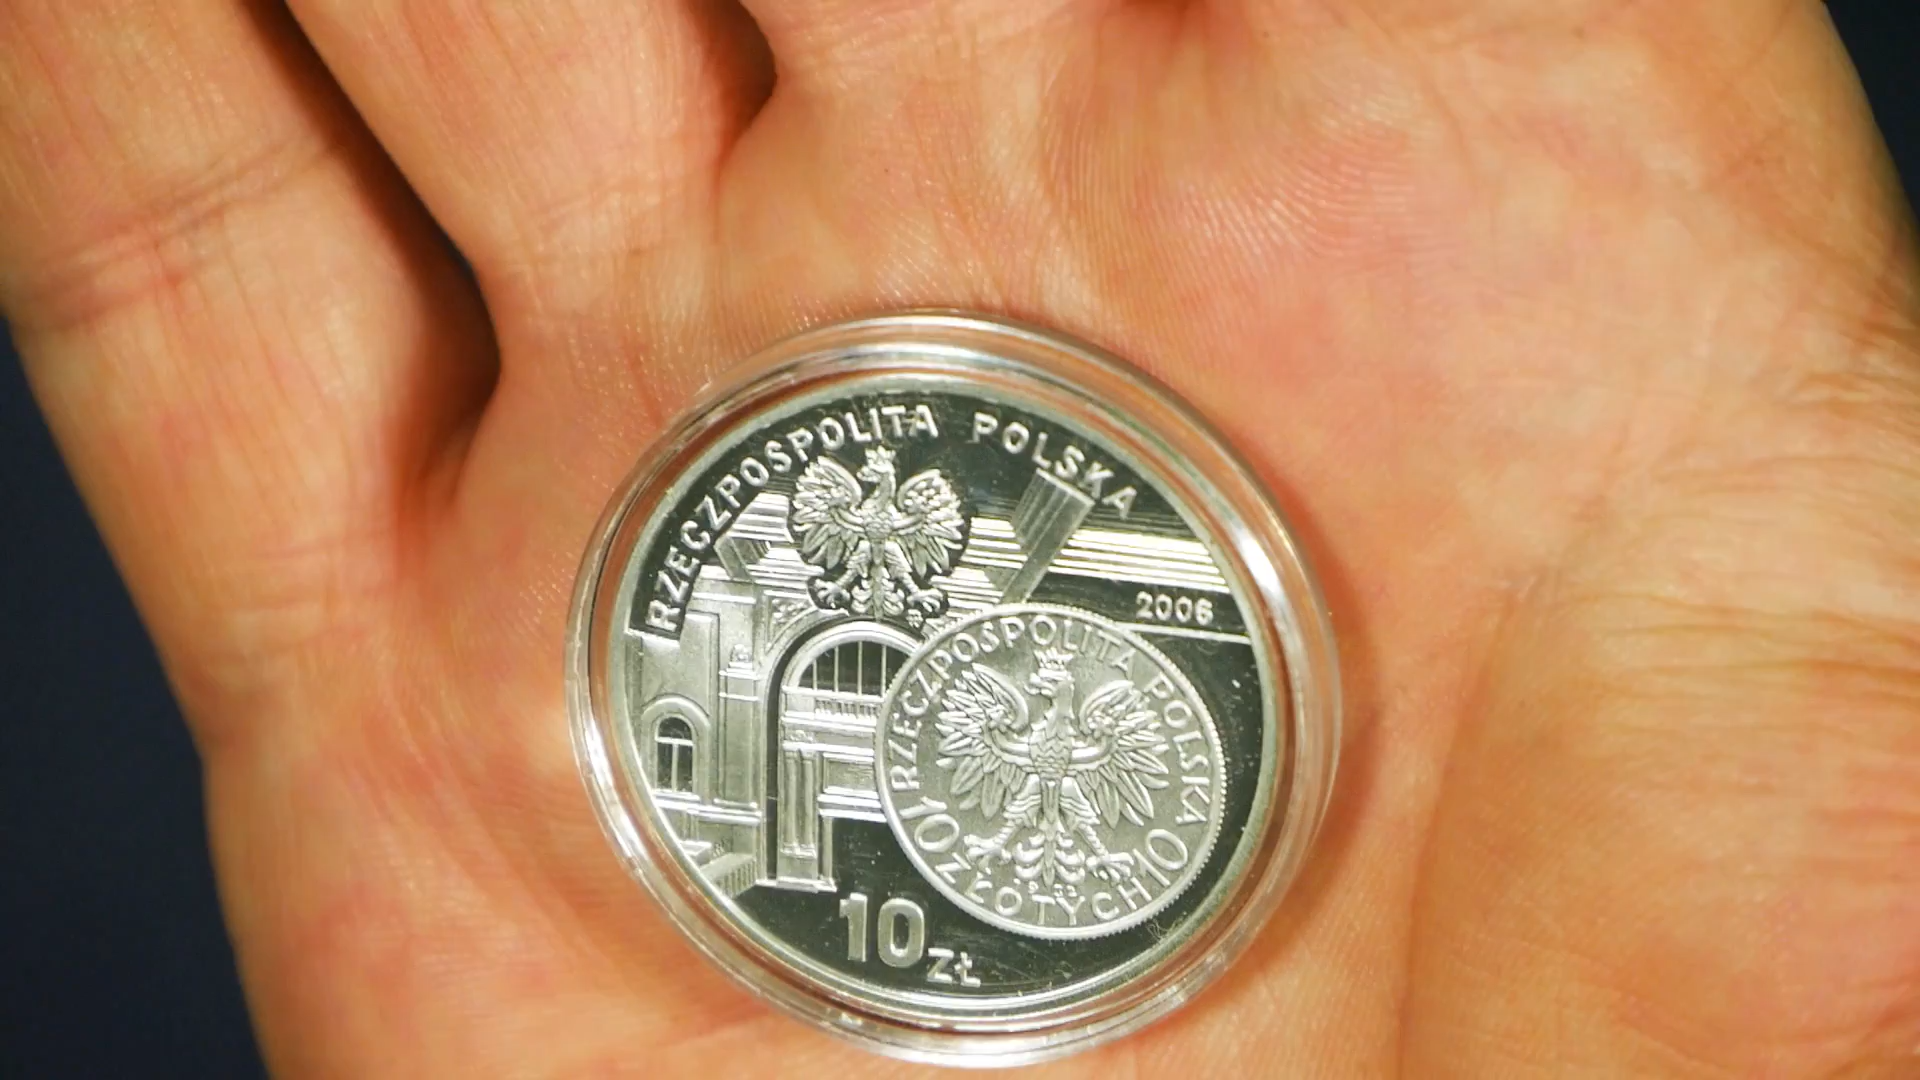 RZECZPOSPOLITA POLSKA
2006
RZECZPOSPOLITA POLSKA
10 ZŁOTYCH 10
10 ZŁ